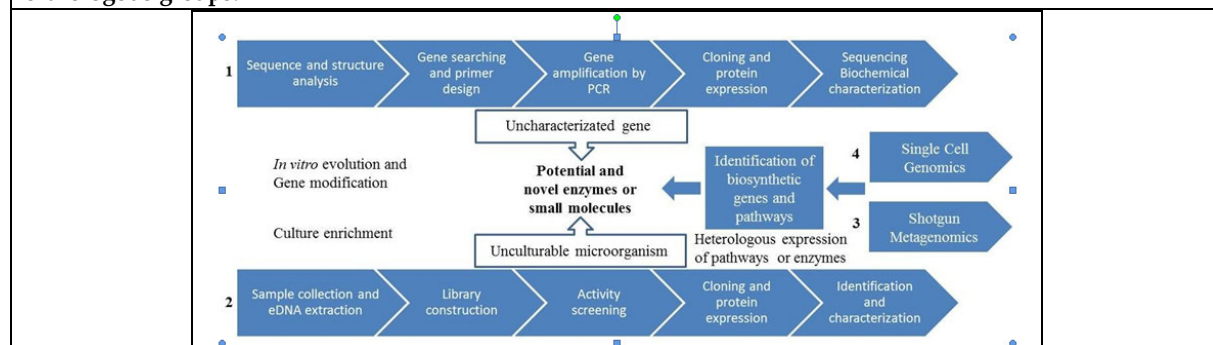 1
Sequence and structure
analysis
Gene searching
and primer
design
Gene
amplification by
PCR
Cloning and
protein
expression
Sequencing
Biochemical
characterization
Uncharacterizated gene
In vitro evolution and
Gene modification
Culture enrichment
Potential and
novel enzymes or
small molecules
Identification of
biosynthetic
genes and
pathways
4
Single Cell
Genomics
3
Shotgun
Metagenomics
Unculturable microorganism
Heterologous expression
of pathways or enzymes
2
Sample collection and
eDNA extraction
Library
construction
Activity
screening
Cloning and
protein
expression
Identification
and
characterization